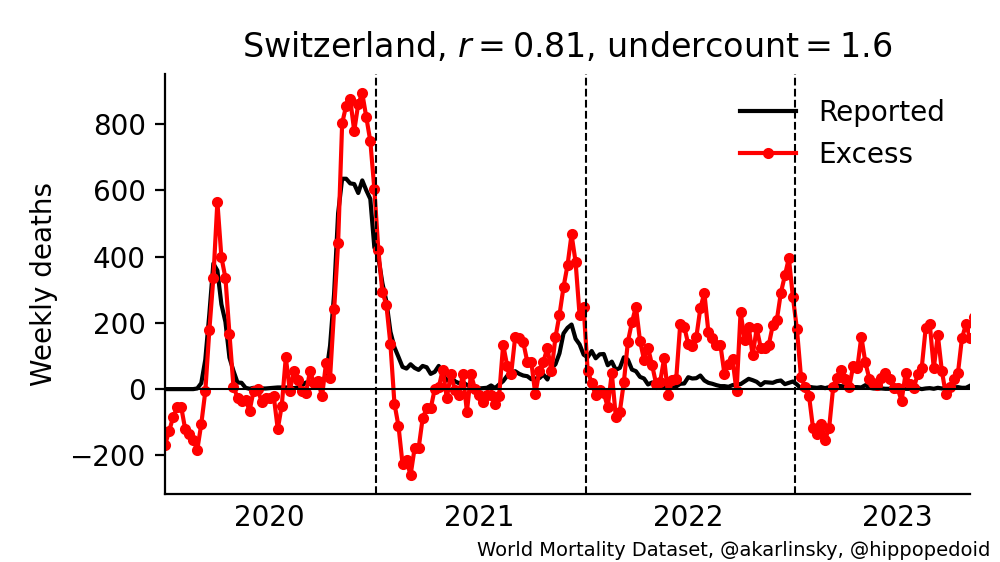 Switzerland, r = 0.81, undercount = 1.6
Reported
Excess
Weekly deaths
800
600
400
200
0
−200
2020 2021 2022 2023
World Mortality Dataset, @akarlinsky, @hippopedoid